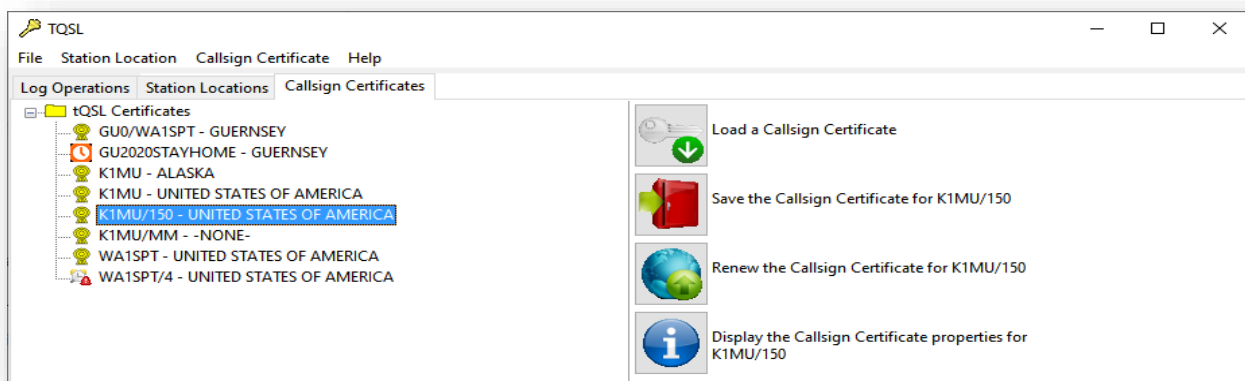 TQSL
File Station Location Callsign Certificate Help
Log Operations Station Locations Callsign Certificates
tQSL Certificates
GU0/WA1SPT - GUERNSEY
GU2020STAYHOME - GUERNSEY
K1MU - ALASKA
K1MU - UNITED STATES OF AMERICA
K1MU/150 - UNITED STATES OF AMERICA
K1MU/MM - -NONE-
WA1SPT - UNITED STATES OF AMERICA
WA1SPT/4 - UNITED STATES OF AMERICA
Load a Callsign Certificate
Save the Callsign Certificate for K1MU/150
Renew the Callsign Certificate for K1MU/150
Display the Callsign Certificate properties for
K1MU/150